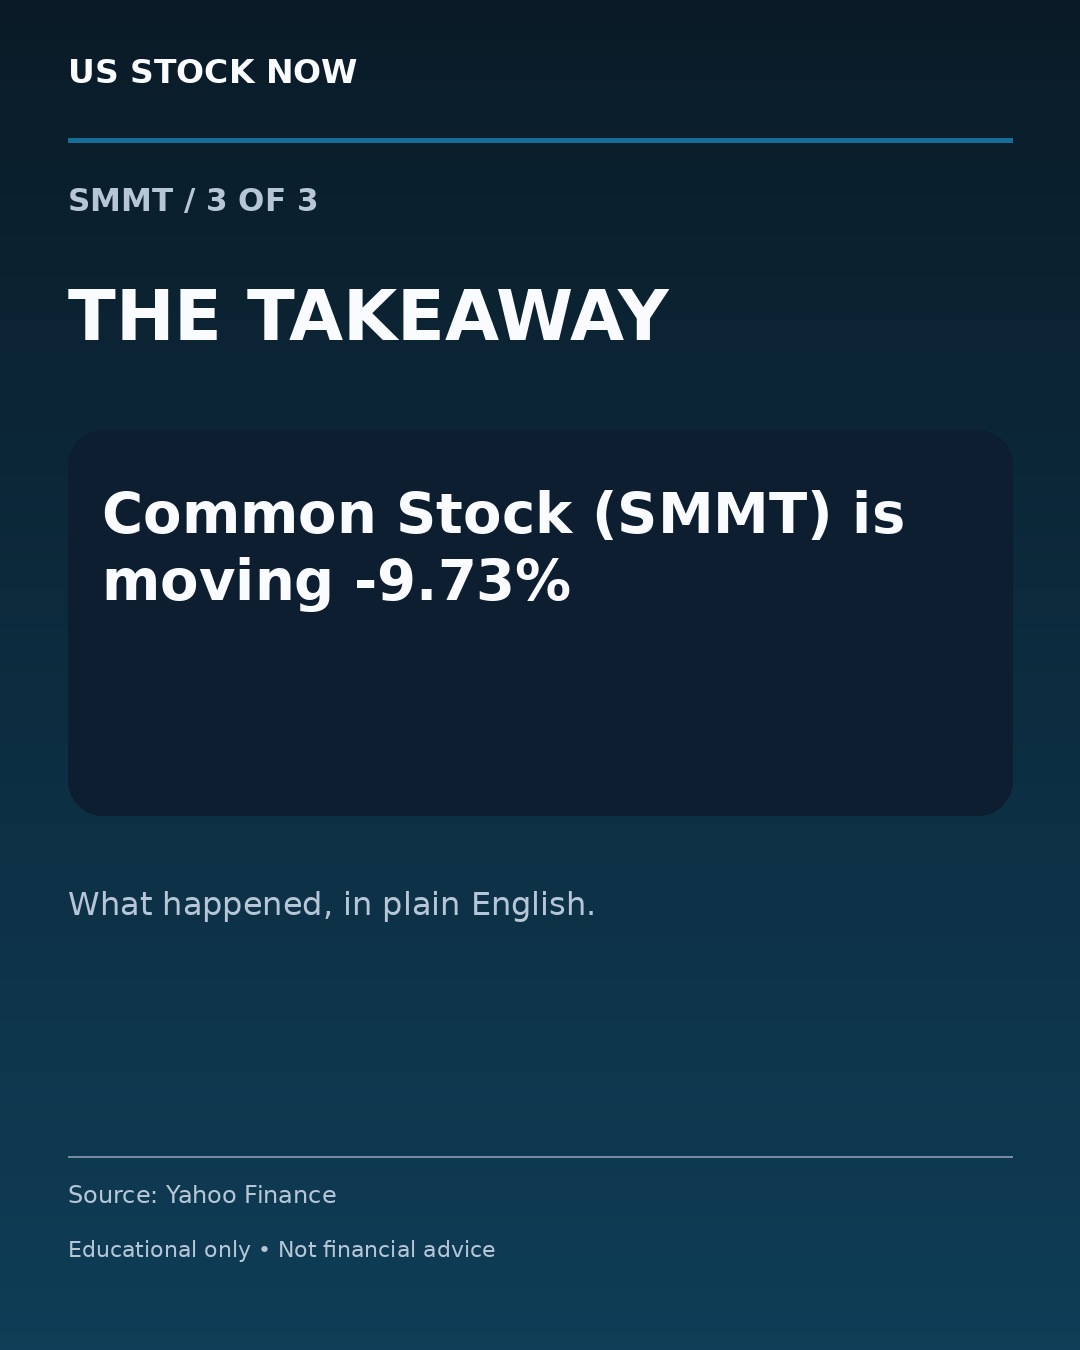 US STOCK NOW
SMMT / 3 OF 3
THE TAKEAWAY
Common Stock (SMMT) is
moving -9.73%
What happened, in plain English.
Source: Yahoo Finance
Educational only • Not financial advice